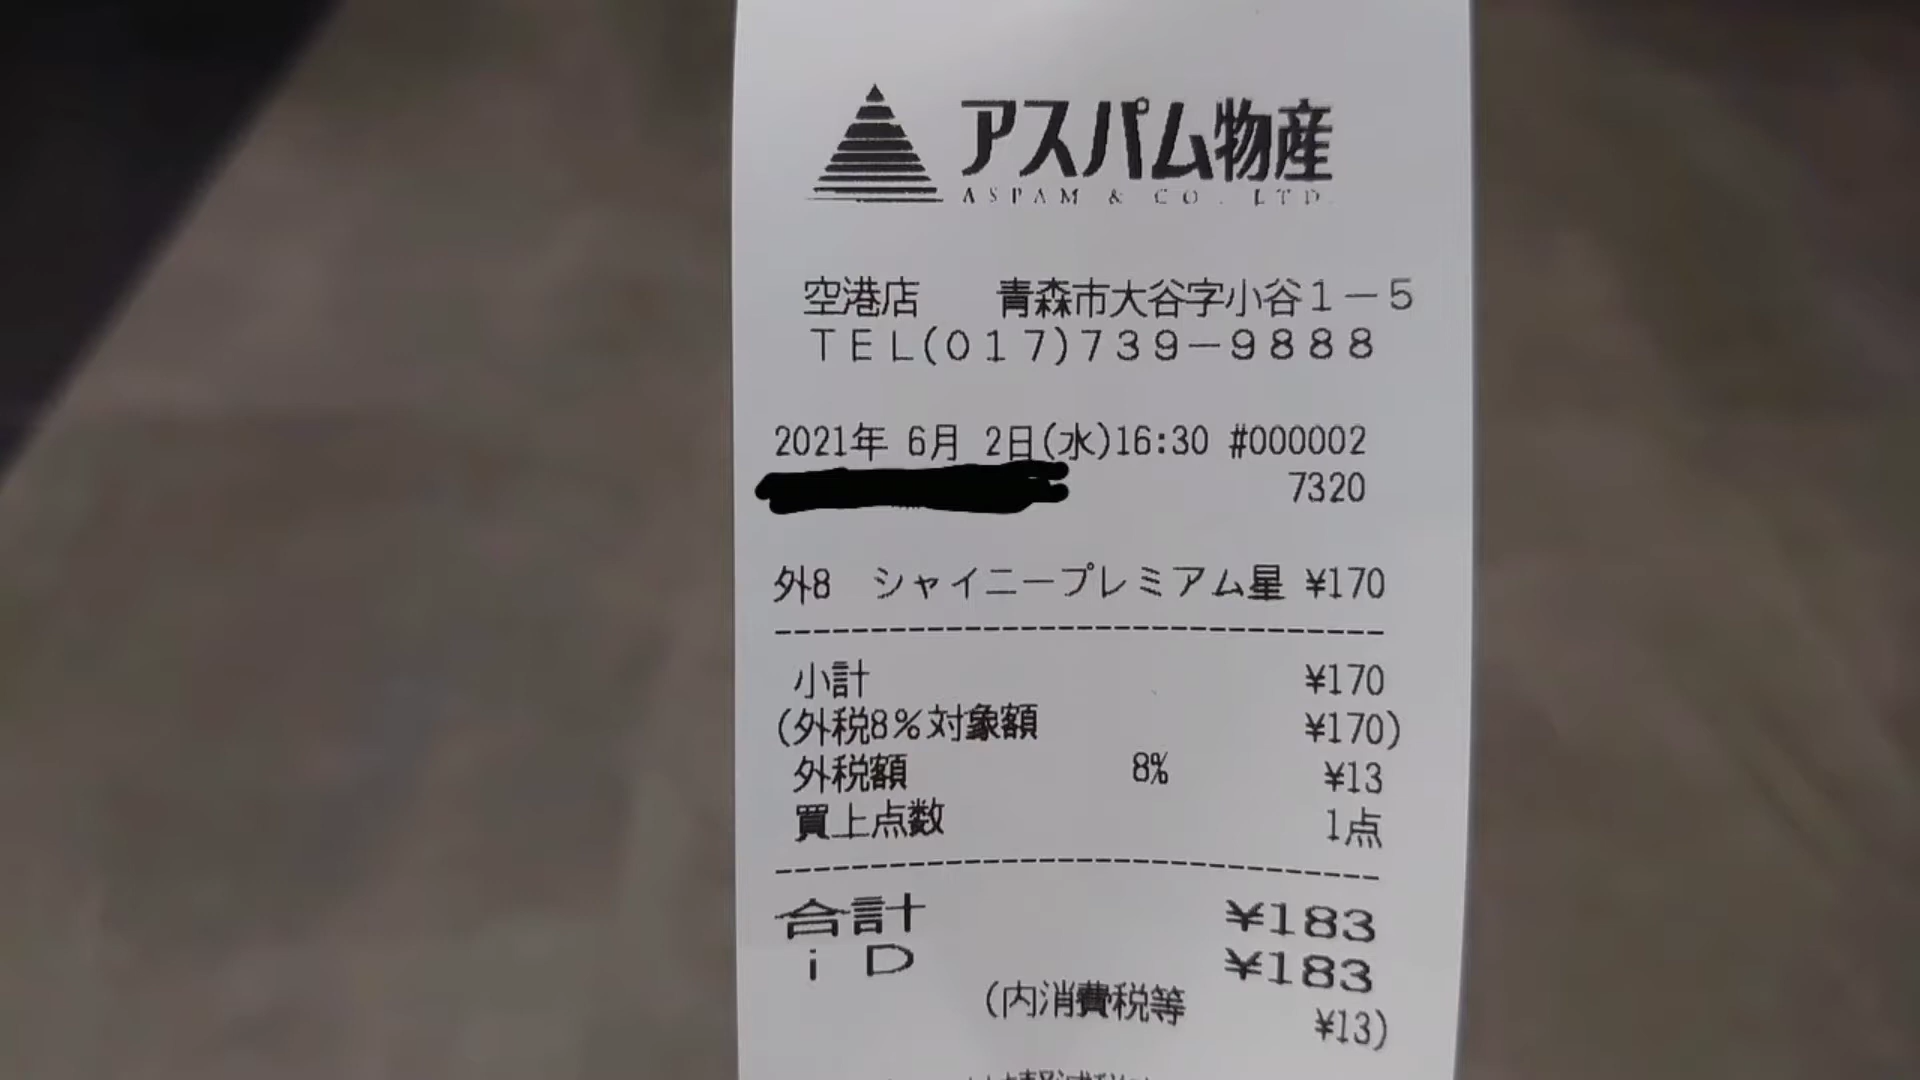 アスパム物産
ASPAM & CO. LTD.
空港店 青森市大谷字小谷1－5
TEL(017)739－9888
2021年 6月 2日(水)16:30 #000002
7320
外8 シャイニープレミアム星 ¥170
小計 ¥170
(外税8%対象額 ¥170)
外税額 8% ¥13
買上点数 1点
合計 ¥183
iD ¥183
(内消費税等 ¥13)